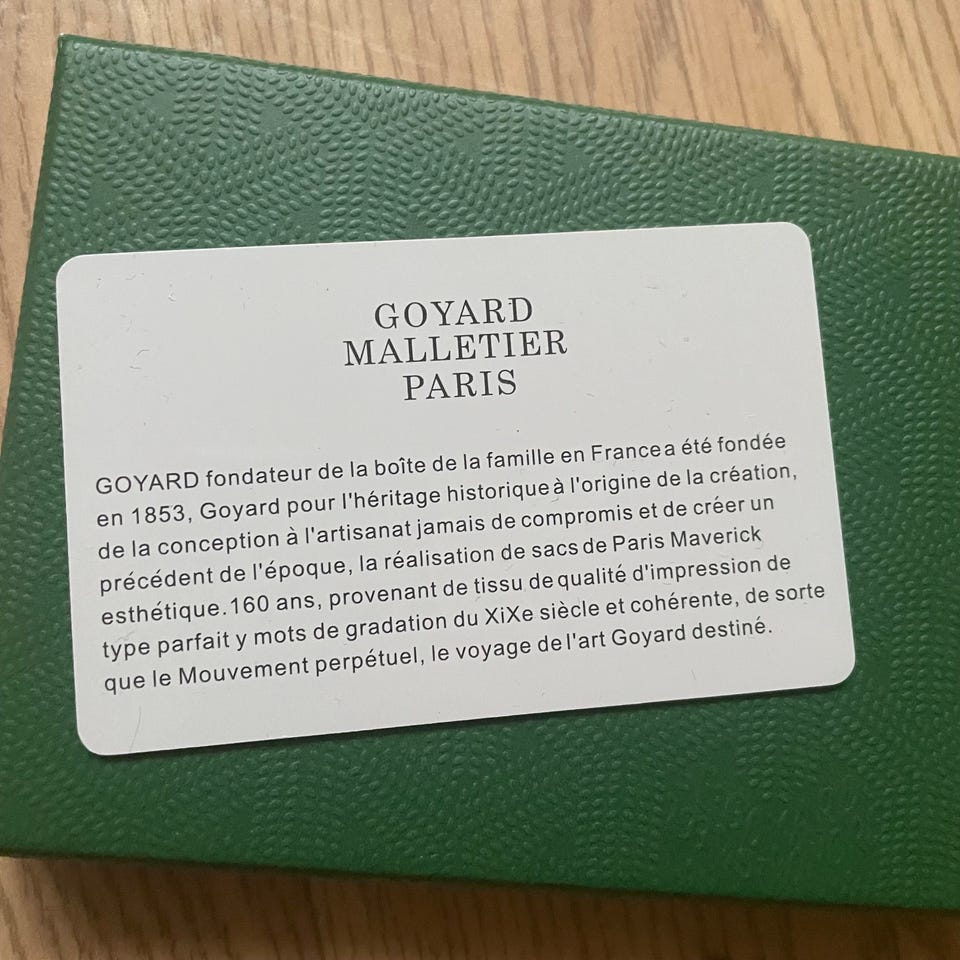 GOYARD
MALLETIER
PARIS
GOYARD fondateur de la boîte de la famille en France a été fondée
en 1853, Goyard pour l'héritage historique à l'origine de la création,
de la conception à l'artisanat jamais de compromis et de créer un
précédent de l'époque, la réalisation de sacs de Paris Maverick
esthétique.160 ans, provenant de tissu de qualité d'impression de
type parfait y mots de gradation du XiXe siècle et cohérente, de sorte
que le Mouvement perpétuel, le voyage de l'art Goyard destiné.